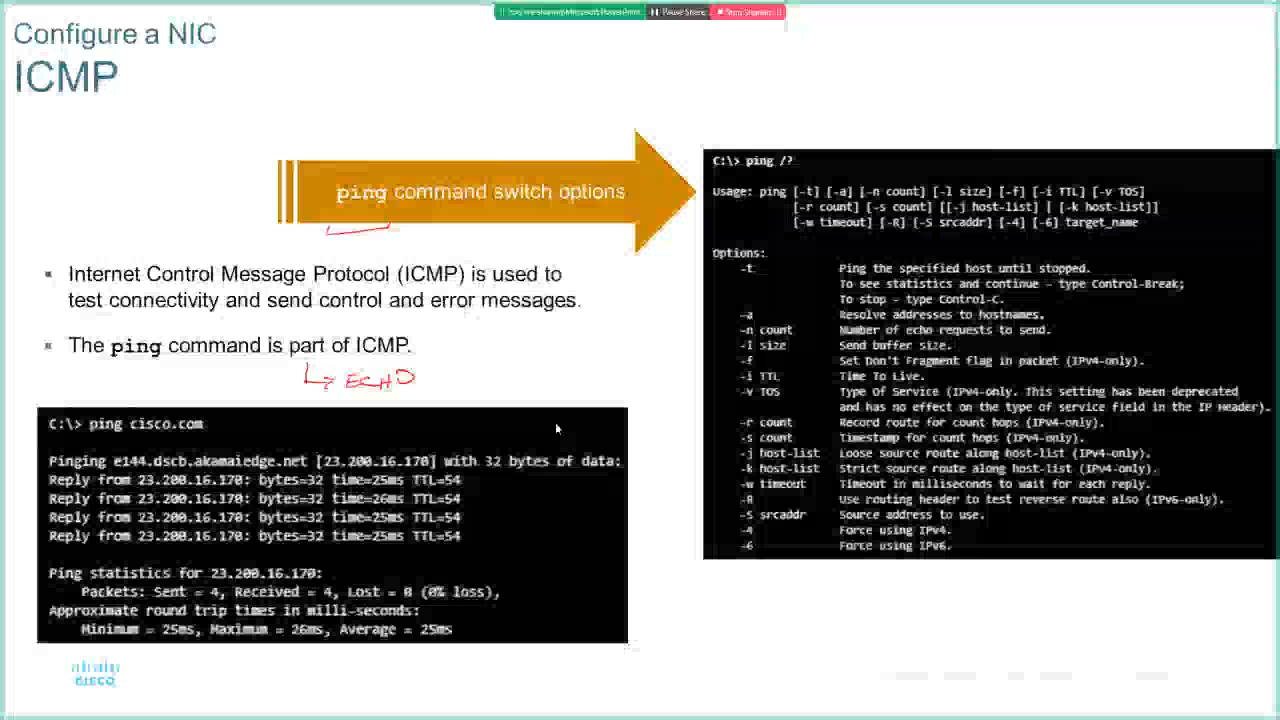 Configure a NIC
ICMP
ping command switch options
Internet Control Message Protocol (ICMP) is used to
test connectivity and send control and error messages.
The ping command is part of ICMP.
ECHO
C:\> ping cisco.com
Pinging e144.dscb.akamaiedge.net [23.200.16.170] with 32 bytes of data:
Reply from 23.200.16.170: bytes=32 time=25ms TTL=54
Reply from 23.200.16.170: bytes=32 time=26ms TTL=54
Reply from 23.200.16.170: bytes=32 time=25ms TTL=54
Reply from 23.200.16.170: bytes=32 time=25ms TTL=54
Ping statistics for 23.200.16.170:
Packets: Sent = 4, Received = 4, Lost = 0 (0% loss),
Approximate round trip times in milli-seconds:
Minimum = 25ms, Maximum = 26ms, Average = 25ms
C:\> ping /?
Usage: ping [-t] [-a] [-n count] [-l size] [-f] [-i TTL] [-v TOS]
[-r count] [-s count] [[-j host-list] | [-k host-list]]
[-w timeout] [-R] [-S srcaddr] [-4] [-6] target_name
Options:
-t Ping the specified host until stopped.
To see statistics and continue - type Control-Break;
To stop - type Control-C.
-a Resolve addresses to hostnames.
-n count Number of echo requests to send.
-l size Send buffer size.
-f Set Don't Fragment flag in packet (IPv4-only).
-i TTL Time To Live.
-v TOS Type of Service (IPv4-only. This setting has been deprecated
and has no effect on the type of service field in the IP Header).
-r count Record route for count hops (IPv4-only).
-s count Timestamp for count hops (IPv4-only).
-j host-list Loose source route along host-list (IPv4-only).
-k host-list Strict source route along host-list (IPv4-only).
-w timeout Timeout in milliseconds to wait for each reply.
-R Use routing header to test reverse route also (IPv6-only).
-S srcaddr Source address to use.
-4 Force using IPv4.
-6 Force using IPv6.
CISCO